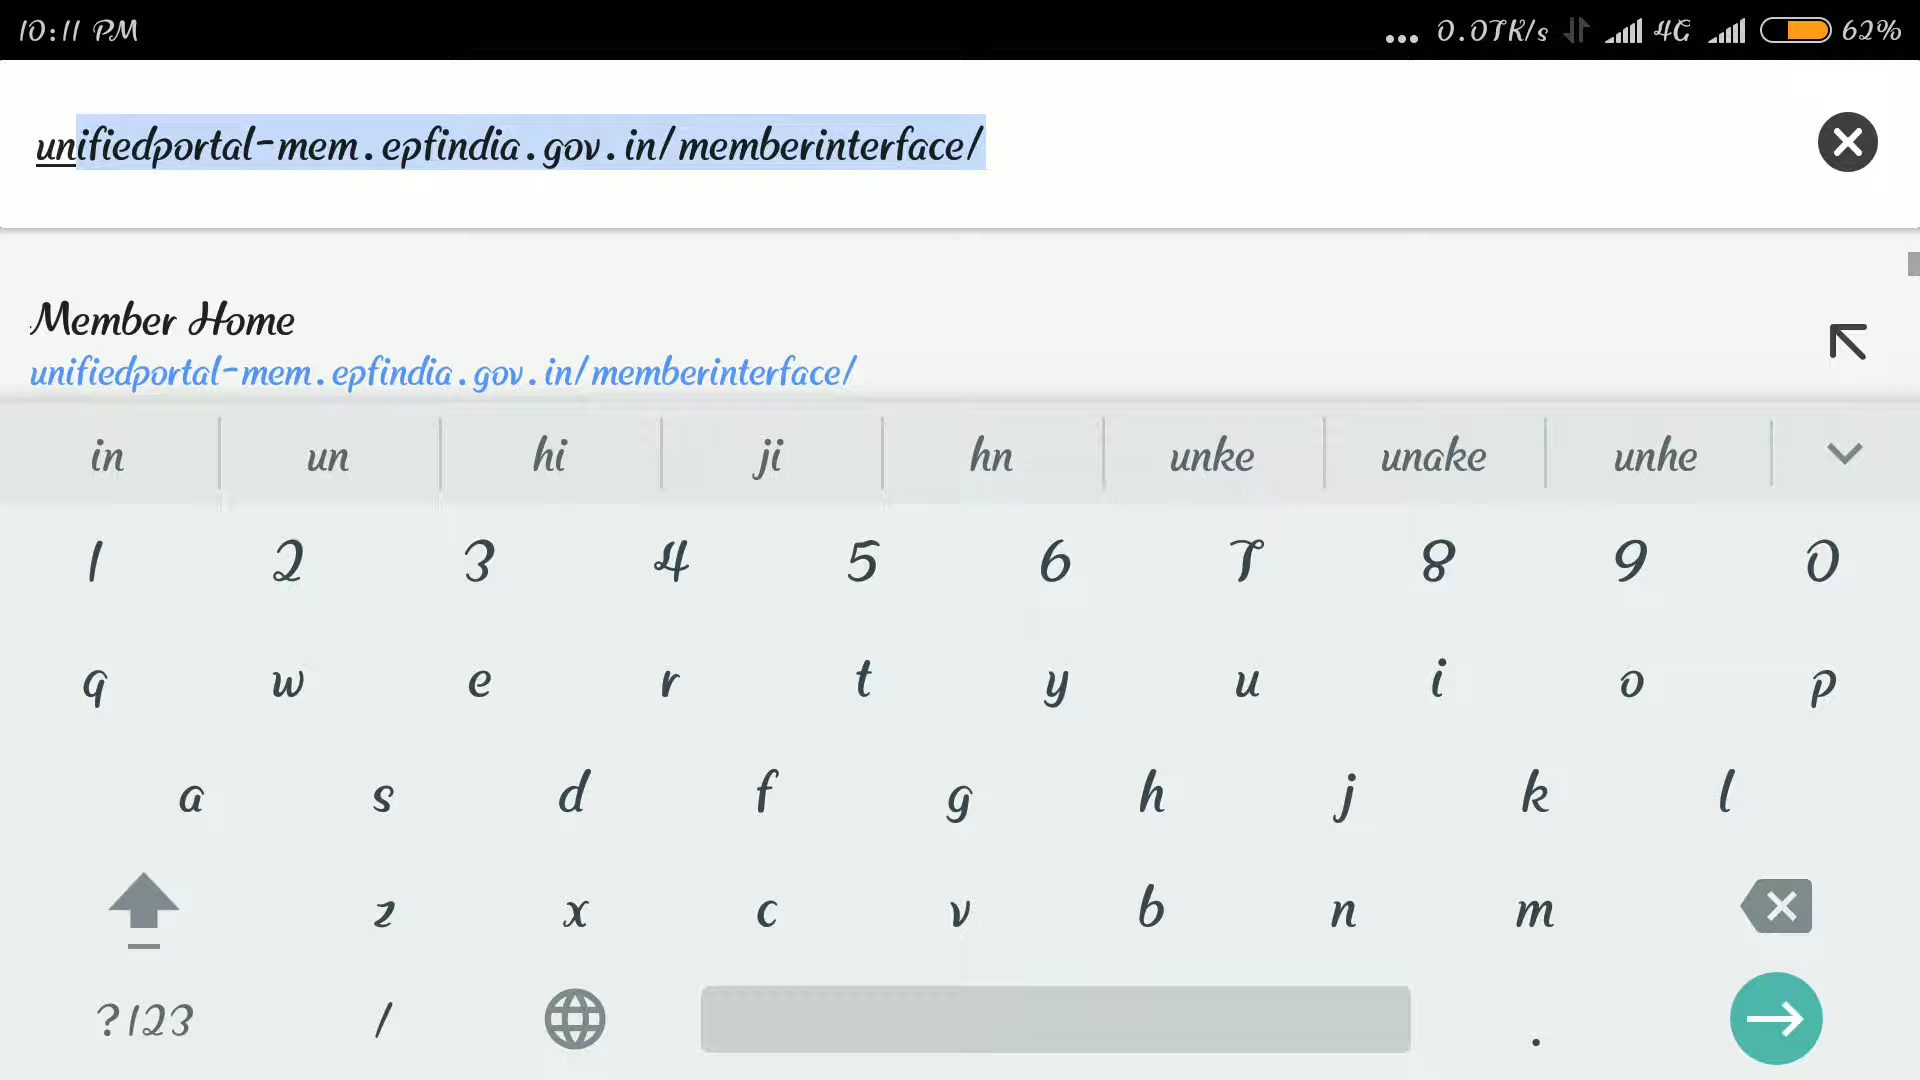 10:11 PM ... 0.07K/s 4G 62%
unifiedportal-mem.epfindia.gov.in/memberinterface/
Member Home
unifiedportal-mem.epfindia.gov.in/memberinterface/
in un hi ji hn unke unake unhe
1 2 3 4 5 6 7 8 9 0
q w e r t y u i o p
a s d f g h j k l
z x c v b n m
?123 / .